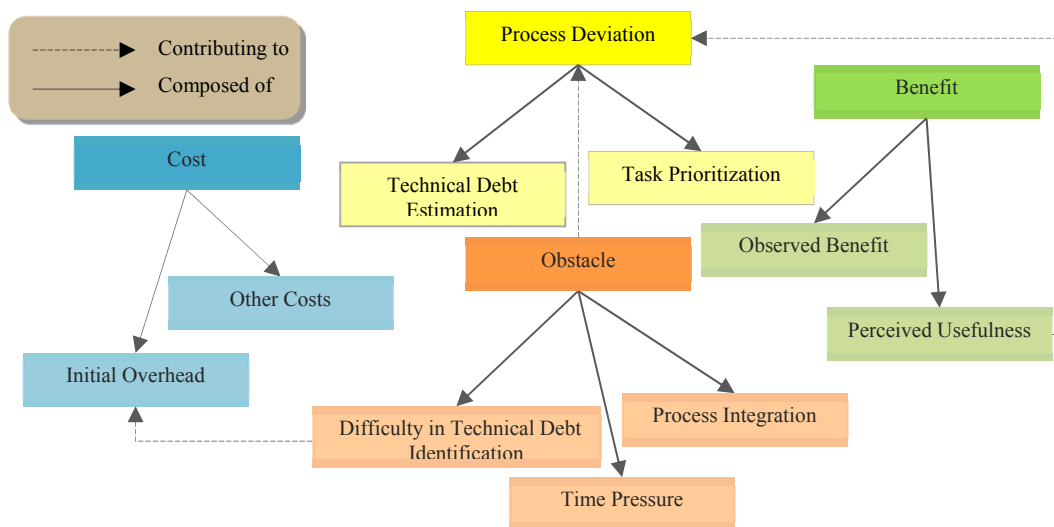 Contributing to
Composed of
Process Deviation
Benefit
Cost
Technical Debt
Estimation
Task Prioritization
Observed Benefit
Obstacle
Other Costs
Perceived Usefulness
Initial Overhead
Difficulty in Technical Debt
Identification
Process Integration
Time Pressure